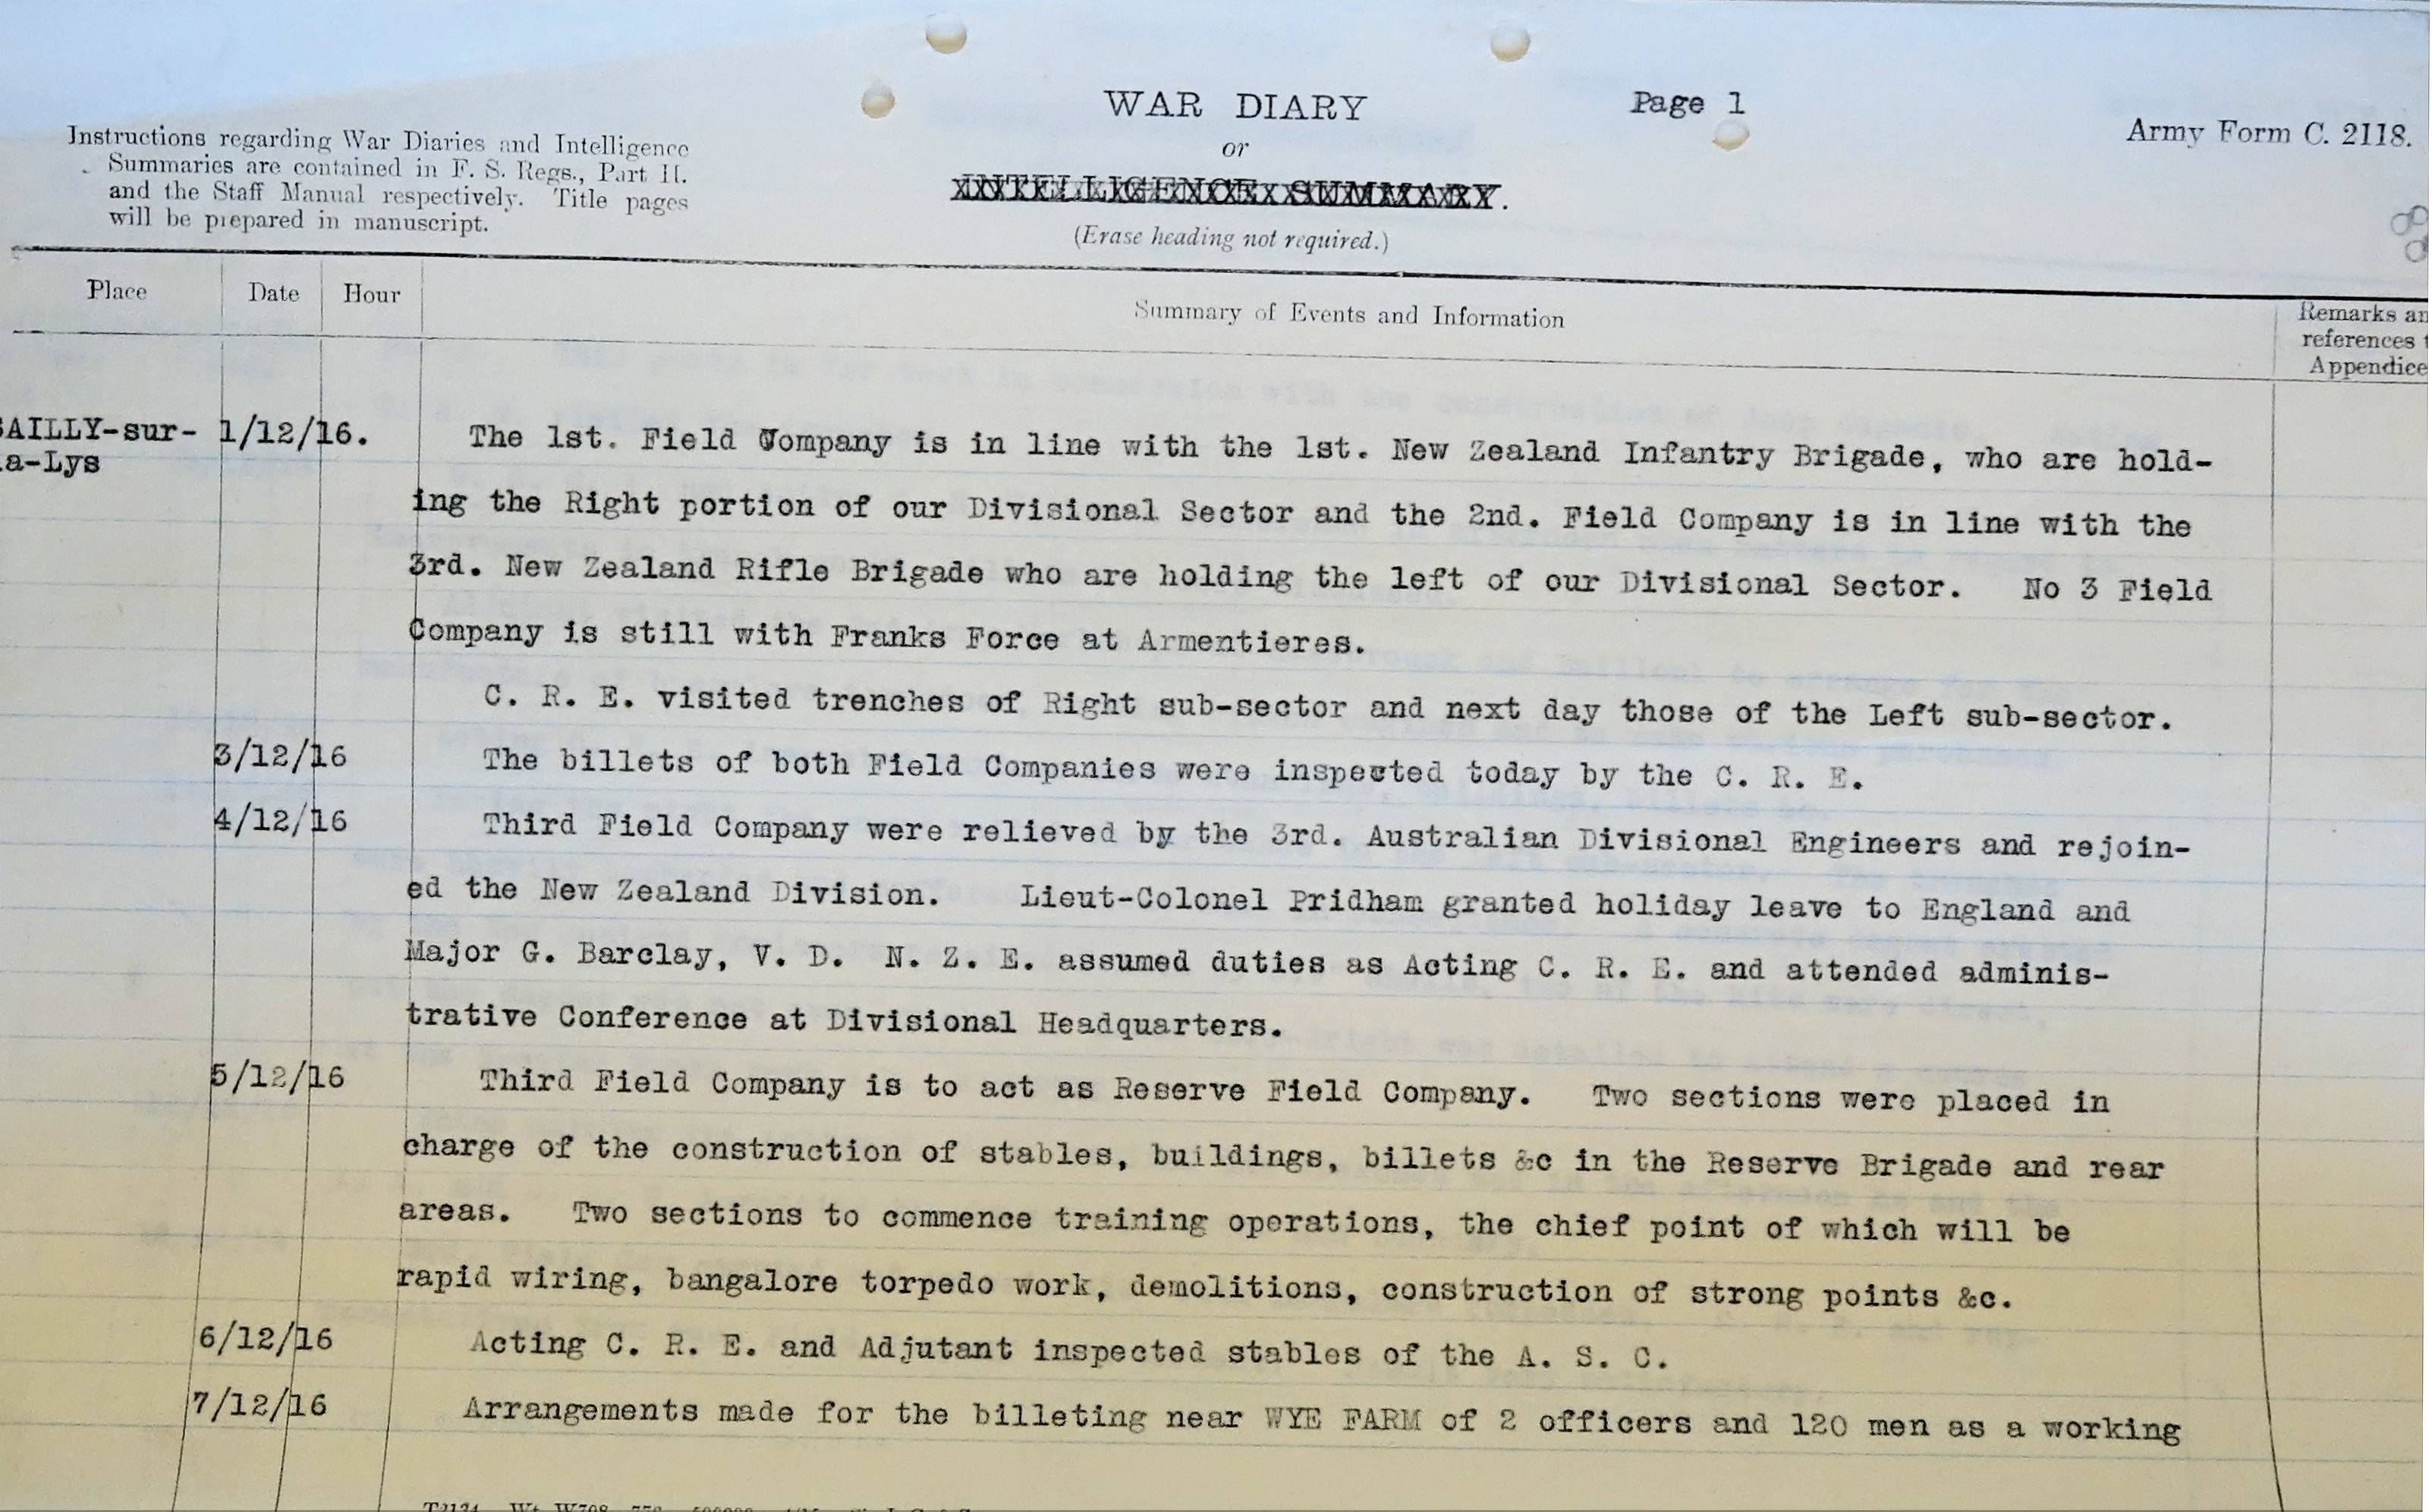 WAR DIARY
Page 1
Army Form C. 2118.
or
INTELLIGENCE SUMMARY.
(Erase heading not required.)
Instructions regarding War Diaries and Intelligence
Summaries are contained in F. S. Regs., Part II.
and the Staff Manual respectively. Title pages
will be prepared in manuscript.
Place Date Hour Summary of Events and Information
Remarks an
references t
Appendice
SAILLY-sur- 1/12/16. The 1st. Field Company is in line with the 1st. New Zealand Infantry Brigade, who are hold-
la-Lys
ing the Right portion of our Divisional Sector and the 2nd. Field Company is in line with the
3rd. New Zealand Rifle Brigade who are holding the left of our Divisional Sector. No 3 Field
Company is still with Franks Force at Armentieres.
C. R. E. visited trenches of Right sub-sector and next day those of the Left sub-sector.
3/12/16 The billets of both Field Companies were inspected today by the C. R. E.
4/12/16 Third Field Company were relieved by the 3rd. Australian Divisional Engineers and rejoin-
ed the New Zealand Division. Lieut-Colonel Pridham granted holiday leave to England and
Major G. Barclay, V. D. N. Z. E. assumed duties as Acting C. R. E. and attended adminis-
trative Conference at Divisional Headquarters.
5/12/16 Third Field Company is to act as Reserve Field Company. Two sections were placed in
charge of the construction of stables, buildings, billets &c in the Reserve Brigade and rear
areas. Two sections to commence training operations, the chief point of which will be
rapid wiring, bangalore torpedo work, demolitions, construction of strong points &c.
6/12/16 Acting C. R. E. and Adjutant inspected stables of the A. S. C.
7/12/16 Arrangements made for the billeting near WYE FARM of 2 officers and 120 men as a working